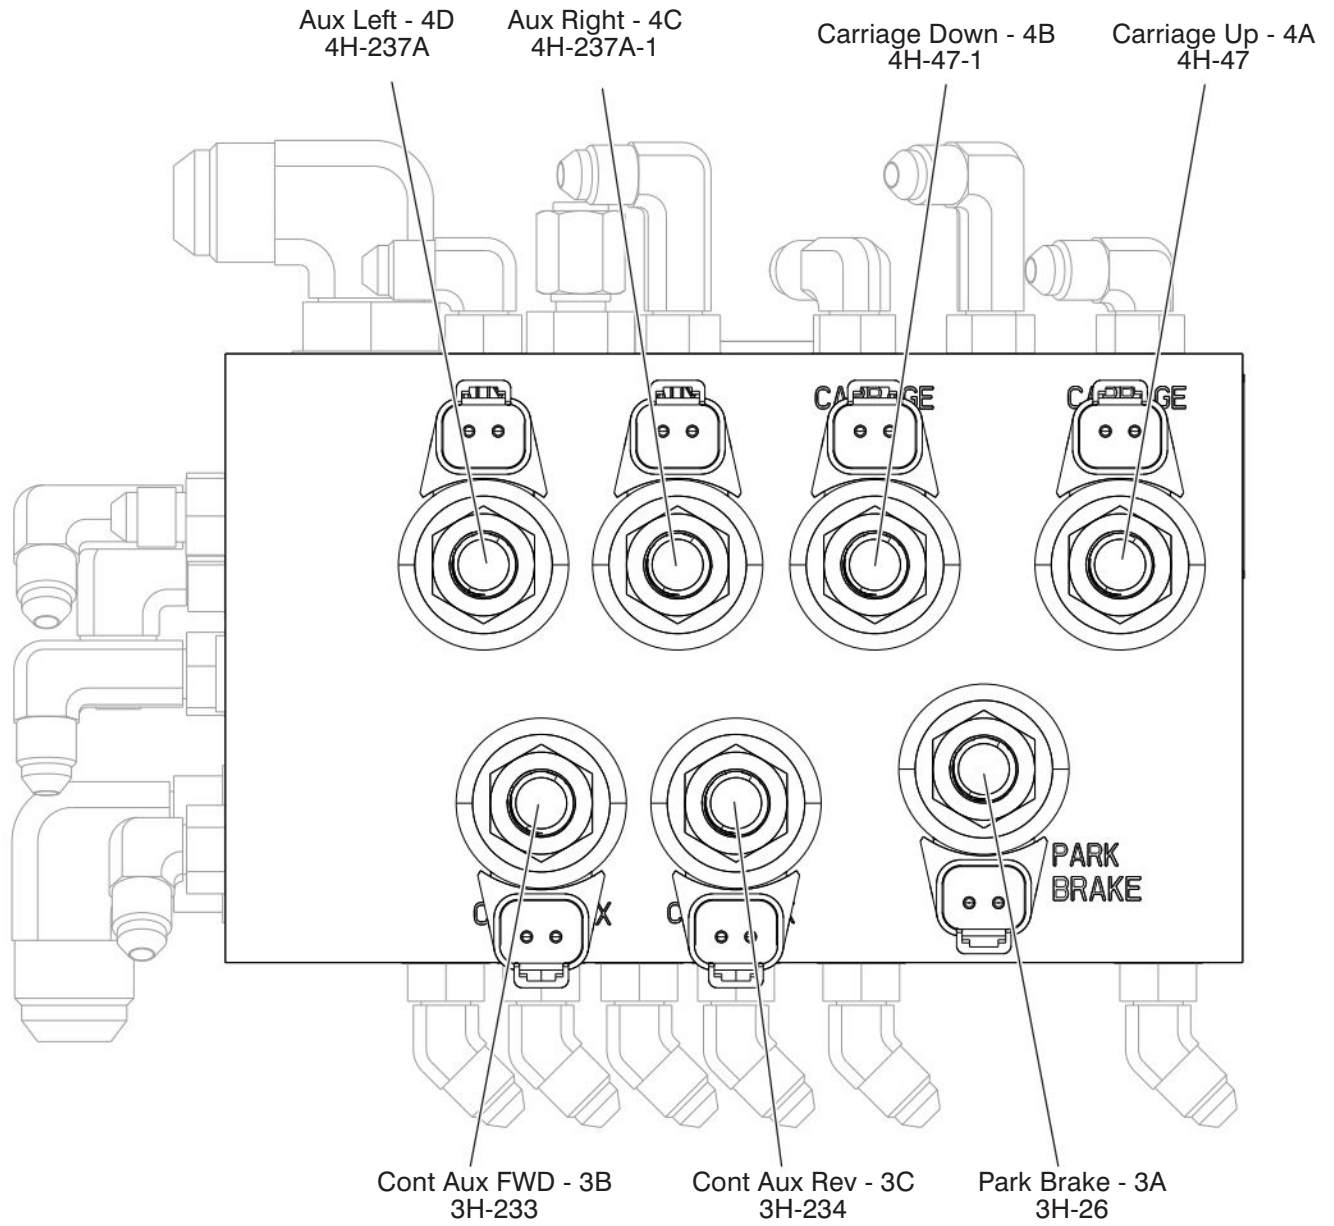 Aux Left - 4D
4H-237A
Aux Right - 4C
4H-237A-1
Carriage Down - 4B
4H-47-1
Carriage Up - 4A
4H-47
PARK
BRAKE
Cont Aux FWD - 3B
3H-233
Cont Aux Rev - 3C
3H-234
Park Brake - 3A
3H-26